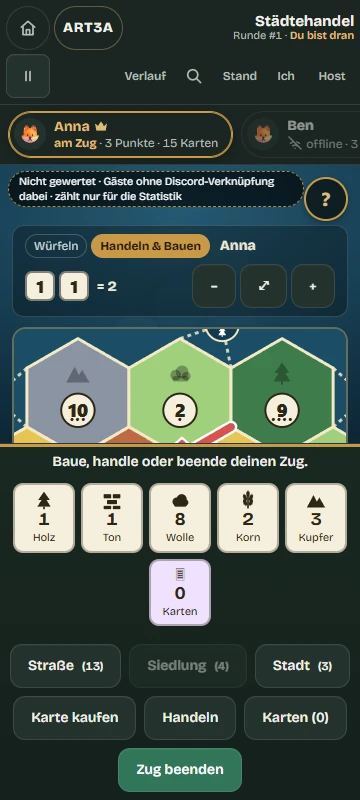 ART3A
Städtehandel
Runde #1 · Du bist dran
Verlauf
Stand
Ich
Host
Anna
am Zug · 3 Punkte · 15 Karten
Ben
offline · 3
Nicht gewertet · Gäste ohne Discord-Verknüpfung
dabei · zählt nur für die Statistik
?
Würfeln
Handeln & Bauen
Anna
1 1 = 2
− +
10 2 9
Baue, handle oder beende deinen Zug.
1 1 8 2 3
Holz Ton Wolle Korn Kupfer
0
Karten
Straße (13) Siedlung (4) Stadt (3)
Karte kaufen Handeln Karten (0)
Zug beenden